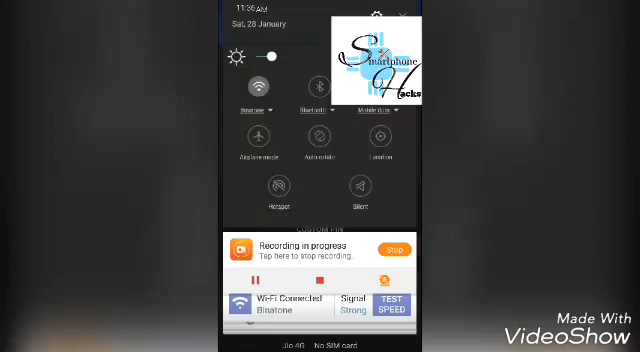 11:36 AM
Sat, 28 January
Smartphone
Hacks
Binatone
Bluetooth
Mobile data
Airplane mode
Auto-rotate
Location
Hotspot
Silent
CUSTOM PIN
Recording in progress
Stop
Tap here to stop recording.
Wi-Fi Connected
Signal
TEST
Binatone
Strong
SPEED
Jio 4G
No SIM card
Made With
VideoShow